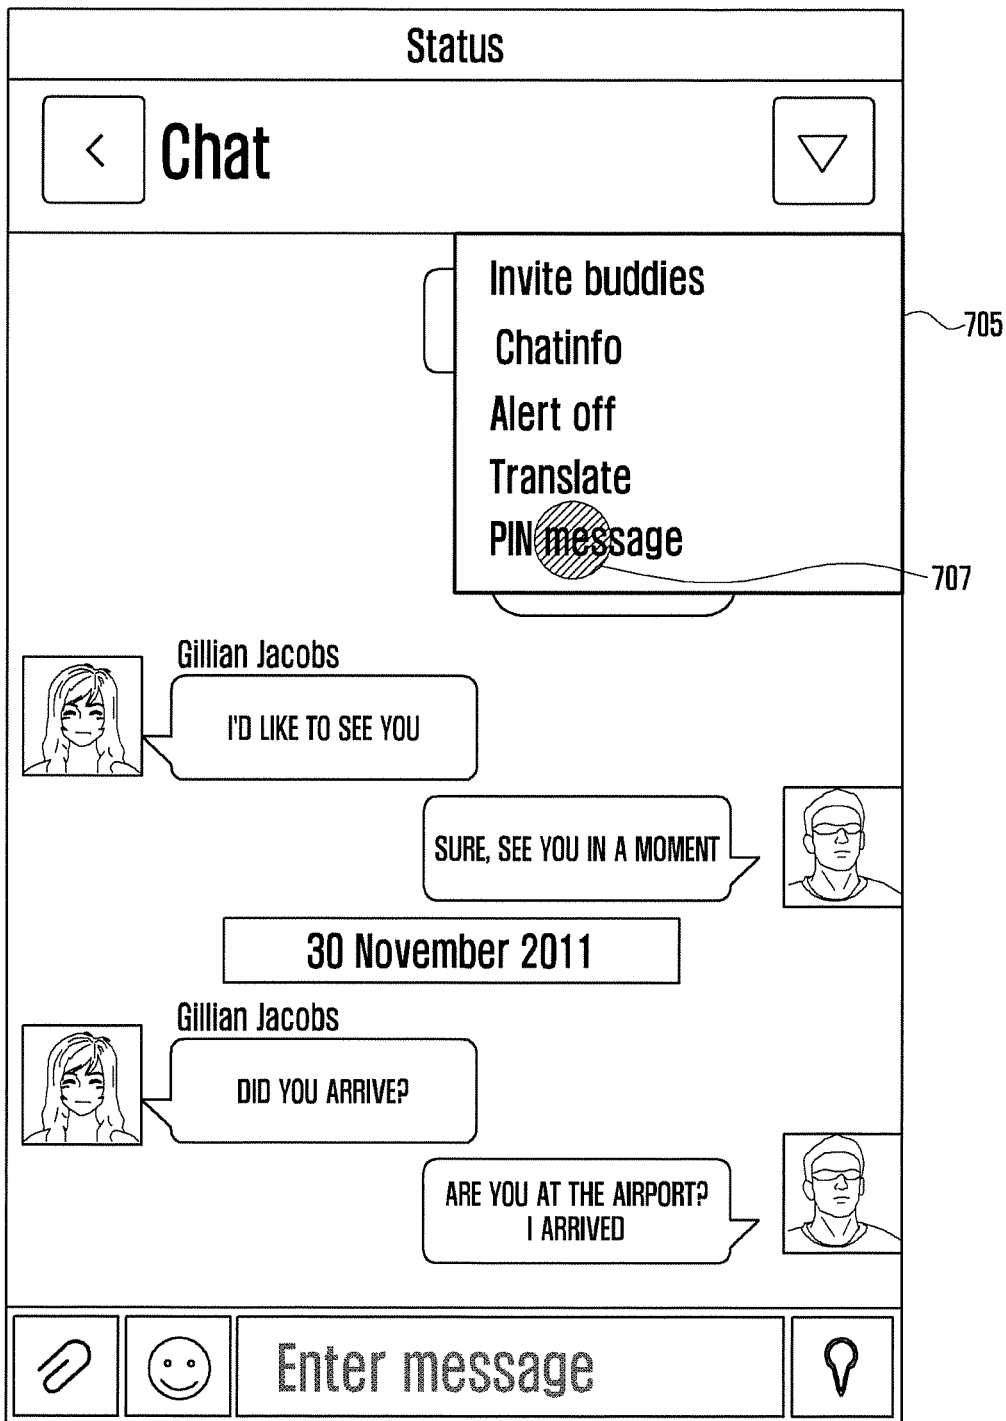 Status
Chat
Invite buddies
Chatinfo
705
Alert off
Translate
PIN message
707
Gillian Jacobs
I'D LIKE TO SEE YOU
SURE, SEE YOU IN A MOMENT
30 November 2011
Gillian Jacobs
DID YOU ARRIVE?
ARE YOU AT THE AIRPORT?
I ARRIVED
Enter message